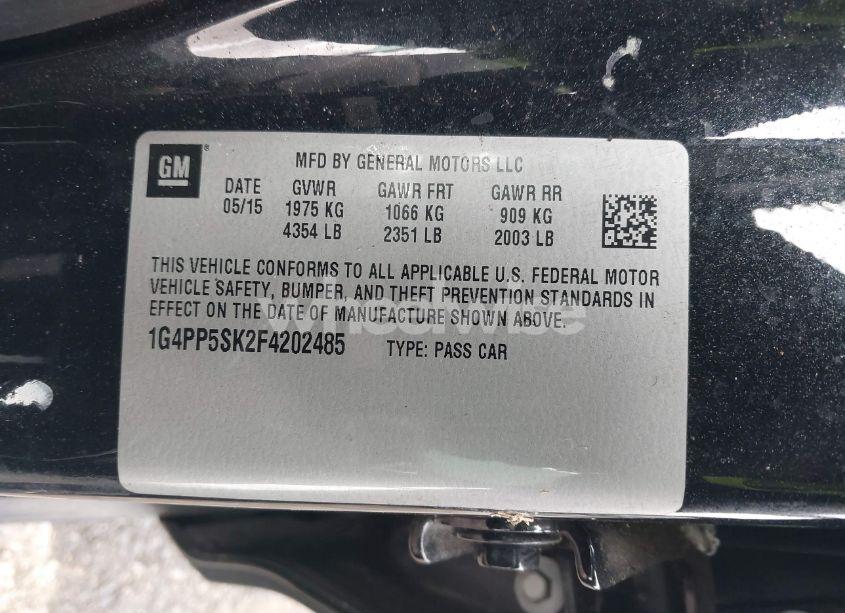 GM
MFD BY GENERAL MOTORS LLC
DATE GVWR GAWR FRT GAWR RR
05/15 1975 KG 1066 KG 909 KG
4354 LB 2351 LB 2003 LB
THIS VEHICLE CONFORMS TO ALL APPLICABLE U.S. FEDERAL MOTOR
VEHICLE SAFETY, BUMPER, AND THEFT PREVENTION STANDARDS IN
EFFECT ON THE DATE OF MANUFACTURE SHOWN ABOVE.
1G4PP5SK2F4202485 TYPE: PASS CAR